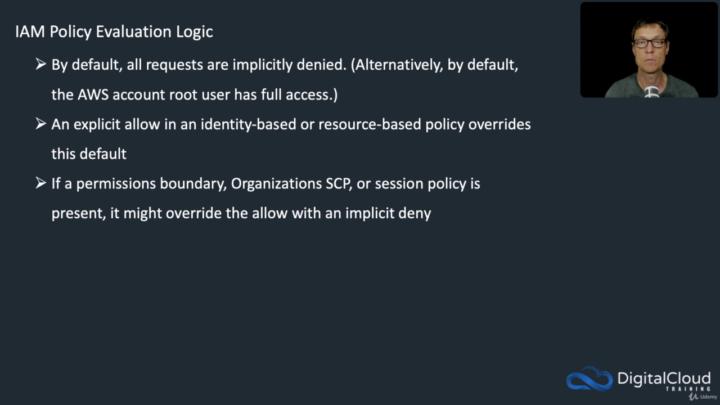 IAM Policy Evaluation Logic
➤ By default, all requests are implicitly denied. (Alternatively, by default,
the AWS account root user has full access.)
➤ An explicit allow in an identity-based or resource-based policy overrides
this default
➤ If a permissions boundary, Organizations SCP, or session policy is
present, it might override the allow with an implicit deny
DigitalCloud
TRAINING
Udemy